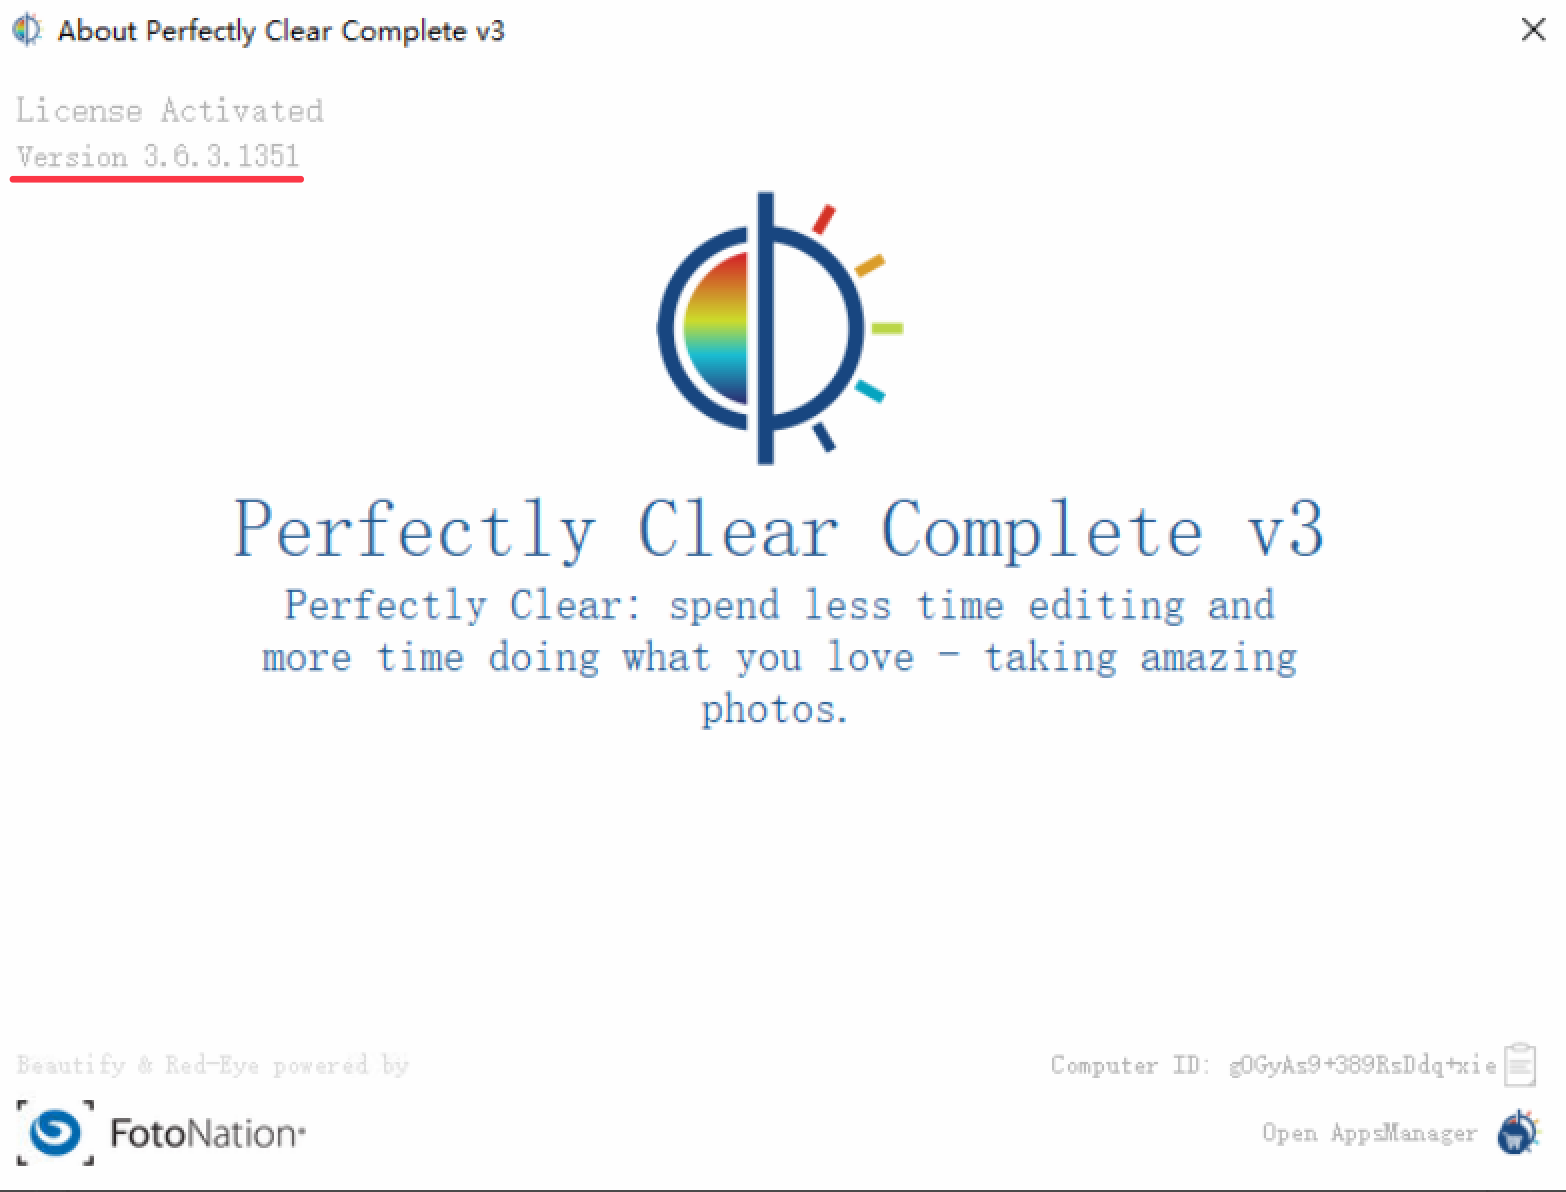 About Perfectly Clear Complete v3
License Activated
Version 3.6.3.1351
Perfectly Clear Complete v3
Perfectly Clear: spend less time editing and
more time doing what you love - taking amazing
photos.
Beautify & Red-Eye powered by
FotoNation
Computer ID: gOGyAs9+389RsDdq+xie
Open AppsManager